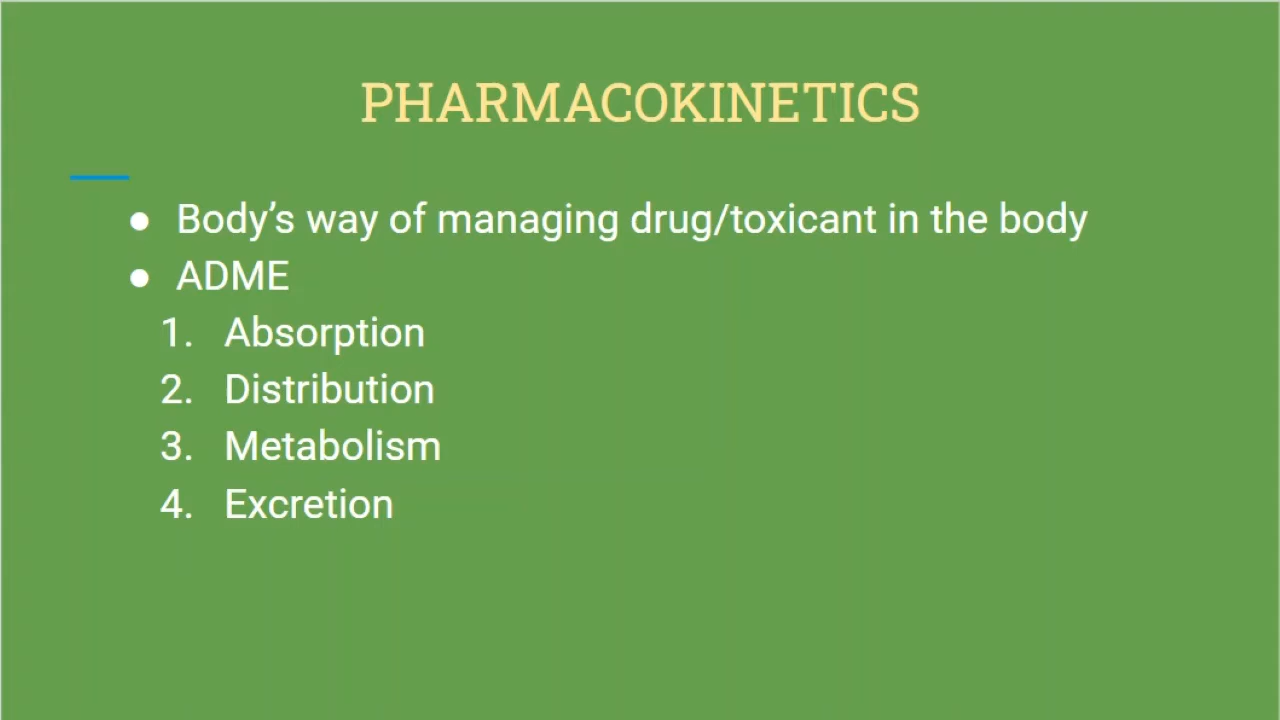 PHARMACOKINETICS
● Body’s way of managing drug/toxicant in the body
● ADME
1. Absorption
2. Distribution
3. Metabolism
4. Excretion